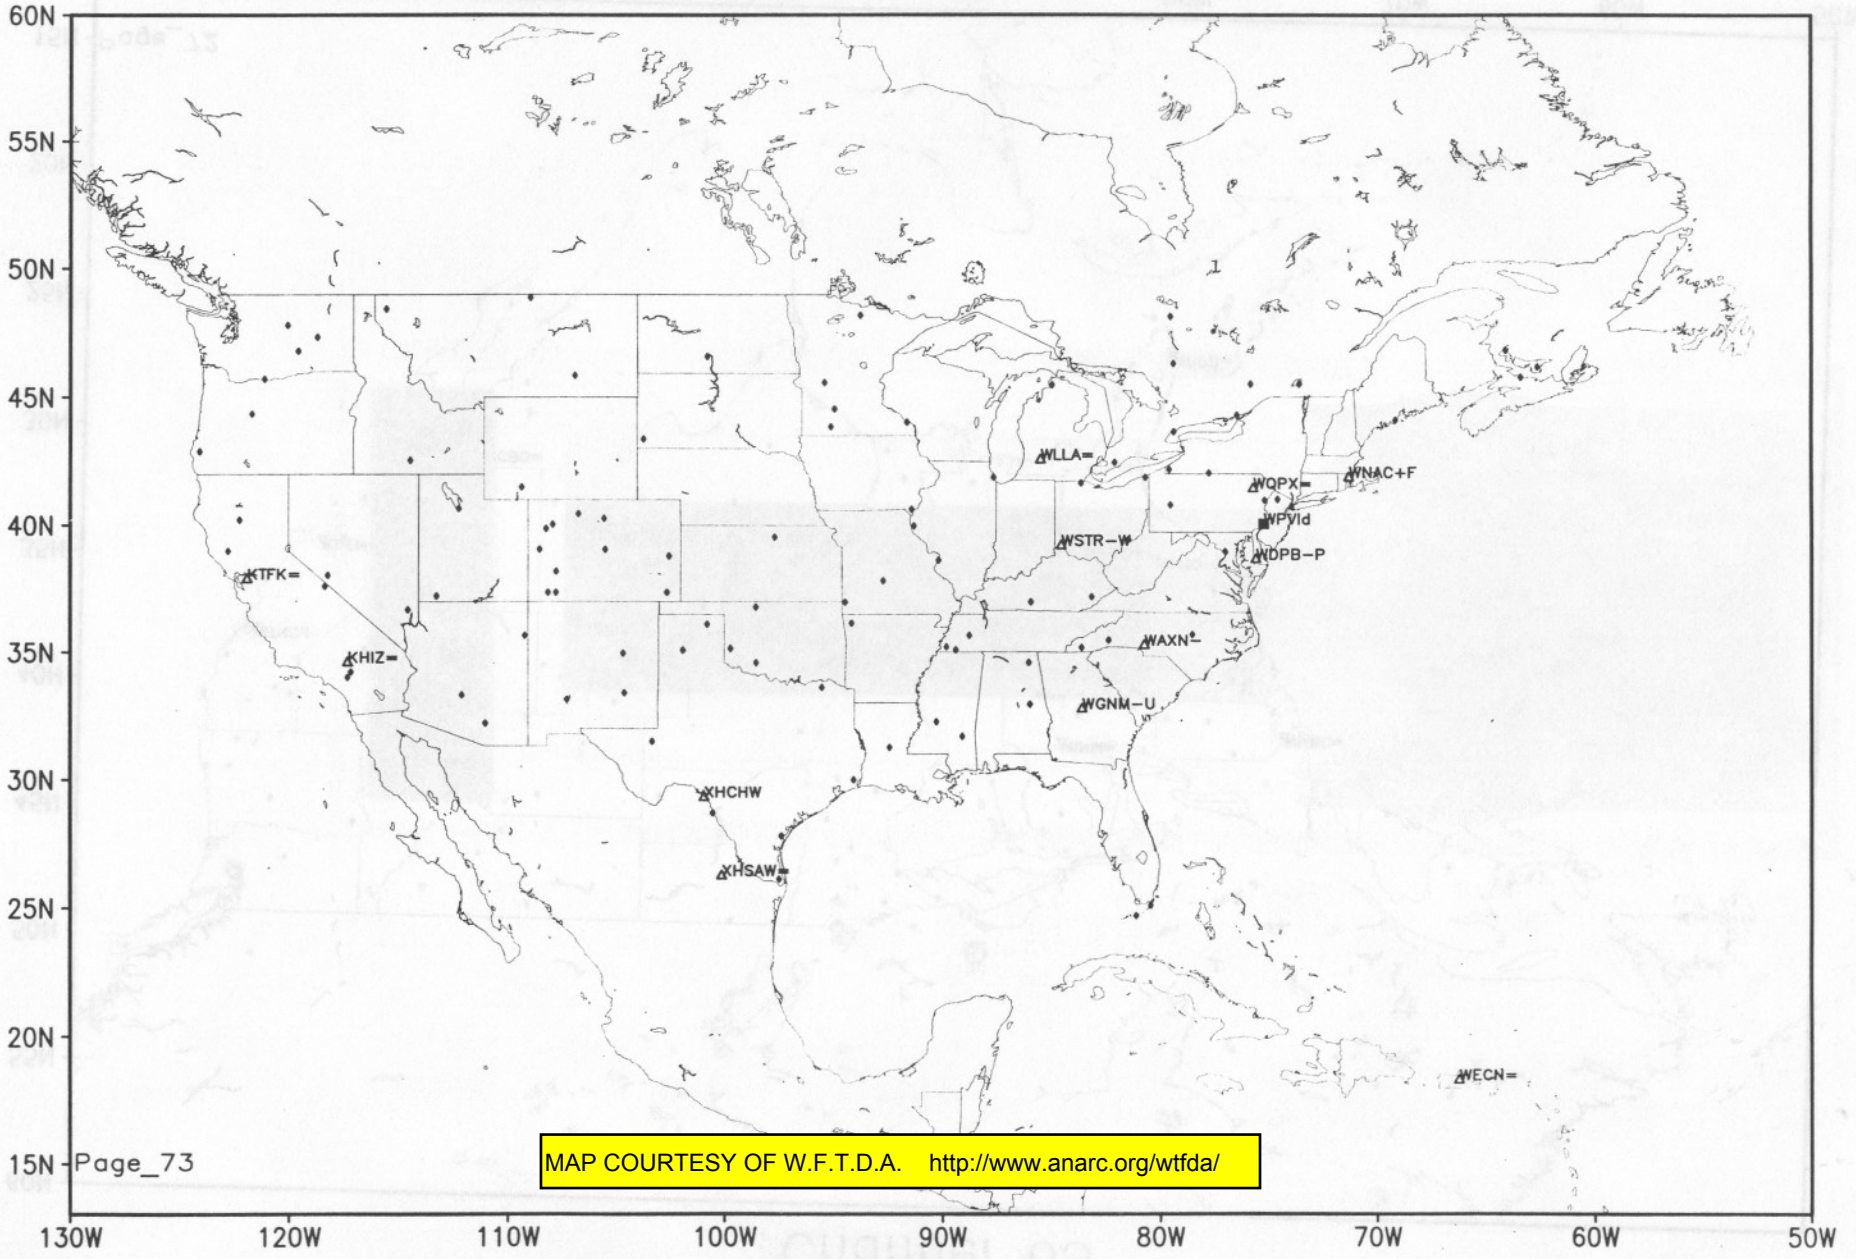 60N
55N
50N
45N
40N
35N
30N
25N
20N
15N
WLLA=
WNAC+F
WQPX=
WPVId
WSTR-W
WDPB-P
KTFK=
WAXN-
KHIZ=
WGNM-U
XHCHW
XHSAW=
WECN=
Page_73
MAP COURTESY OF W.F.T.D.A. http://www.anarc.org/wtfda/
130W 120W 110W 100W 90W 80W 70W 60W 50W